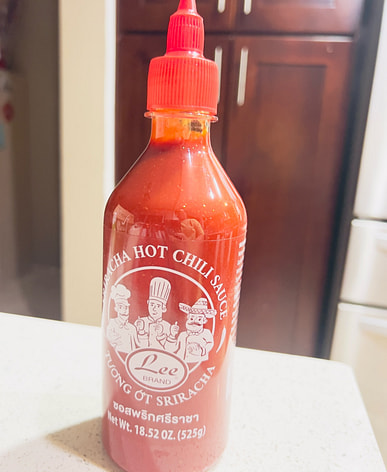 RACHA HOT CHILI SAUCE
Lee
BRAND
TƯƠNG ỚT SRIRACHA
ซอสพริกศรีราชา
Net Wt. 18.52 OZ. (525g)